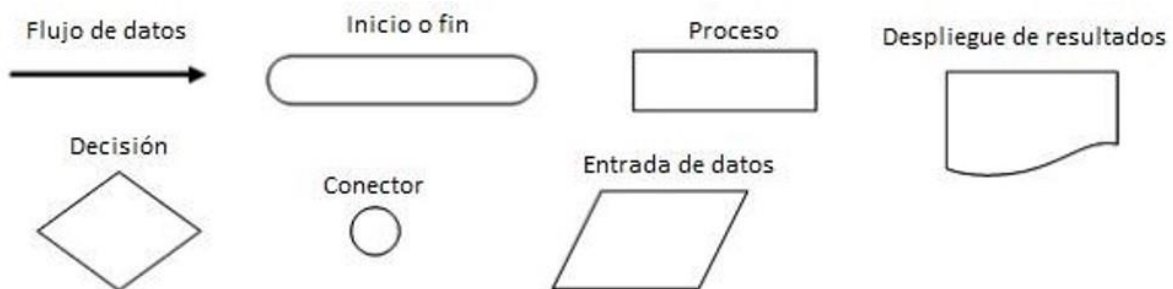 Flujo de datos
Inicio o fin
Proceso
Despliegue de resultados
Decisión
Conector
Entrada de datos